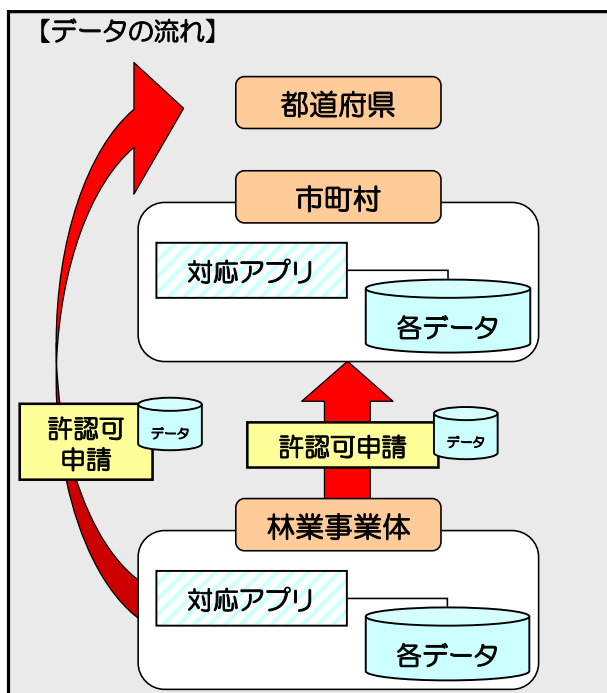 【データの流れ】
都道府県
市町村
対応アプリ
各データ
許認可
申請
データ
許認可申請
データ
林業事業体
対応アプリ
各データ